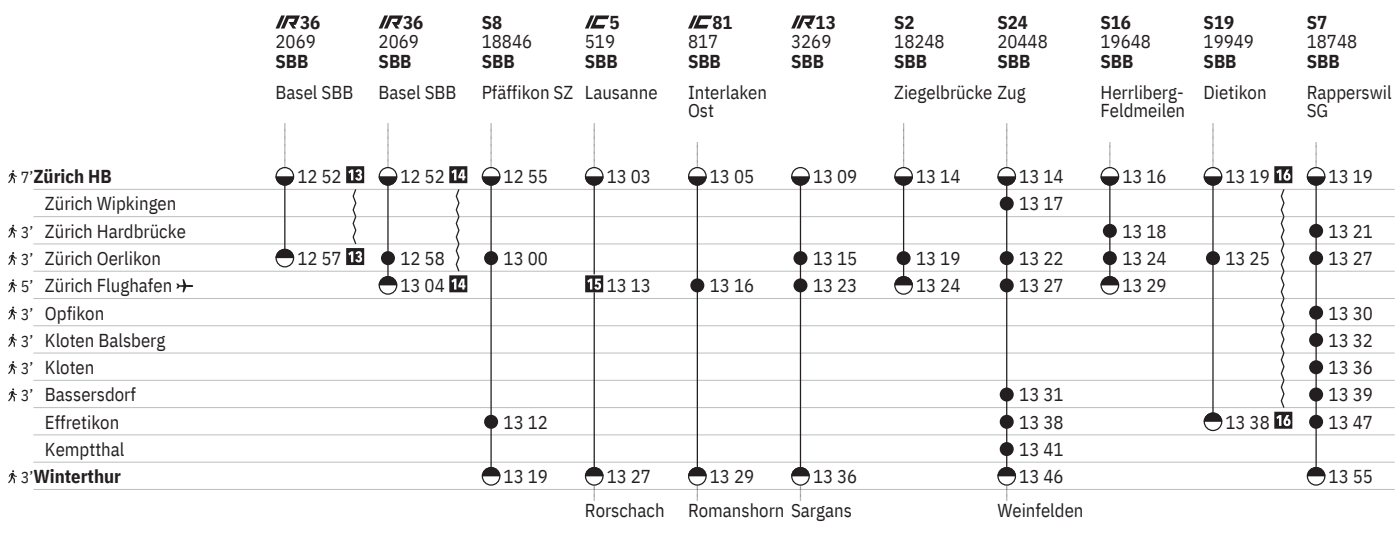 IR36 IR36 S8 IC5 IC81 IR13 S2 S24 S16 S19 S7
2069 2069 18846 519 817 3269 18248 20448 19648 19949 18748
SBB SBB SBB SBB SBB SBB SBB SBB SBB SBB SBB
Basel SBB Basel SBB Pfäffikon SZ Lausanne Interlaken Ziegelbrücke Zug Herrliberg- Dietikon Rapperswil
Ost Feldmeilen SG
7’ Zürich HB 12 52 13 12 52 14 12 55 13 03 13 05 13 09 13 14 13 14 13 16 13 19 16 13 19
Zürich Wipkingen 13 17
3’ Zürich Hardbrücke 13 18 13 21
3’ Zürich Oerlikon 12 57 13 12 58 13 00 13 15 13 19 13 22 13 24 13 25 13 27
5’ Zürich Flughafen 13 04 14 15 13 13 13 16 13 23 13 24 13 27 13 29
3’ Opfikon 13 30
3’ Kloten Balsberg 13 32
3’ Kloten 13 36
3’ Bassersdorf 13 31 13 39
Effretikon 13 12 13 38 13 38 16 13 47
Kemptthal 13 41
3’ Winterthur 13 19 13 27 13 29 13 36 13 46 13 55
Rorschach Romanshorn Sargans Weinfelden